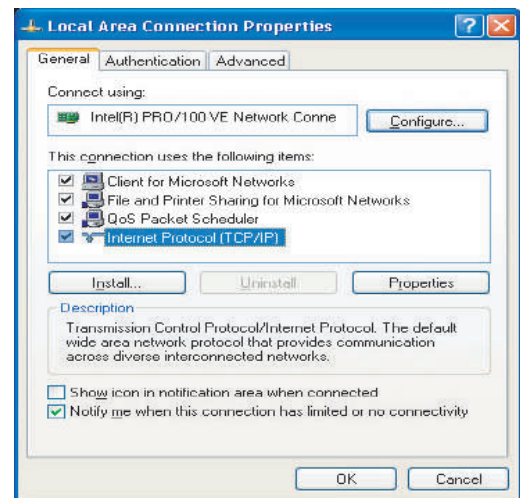 Local Area Connection Properties
General Authentication Advanced
Connect using:
Intel(R) PRO/100 VE Network Conne
Configure...
This connection uses the following items:
Client for Microsoft Networks
File and Printer Sharing for Microsoft Networks
QoS Packet Scheduler
Internet Protocol (TCP/IP)
Install... Uninstall Properties
Description
Transmission Control Protocol/Internet Protocol. The default
wide area network protocol that provides communication
across diverse interconnected networks.
Show icon in notification area when connected
Notify me when this connection has limited or no connectivity
OK Cancel